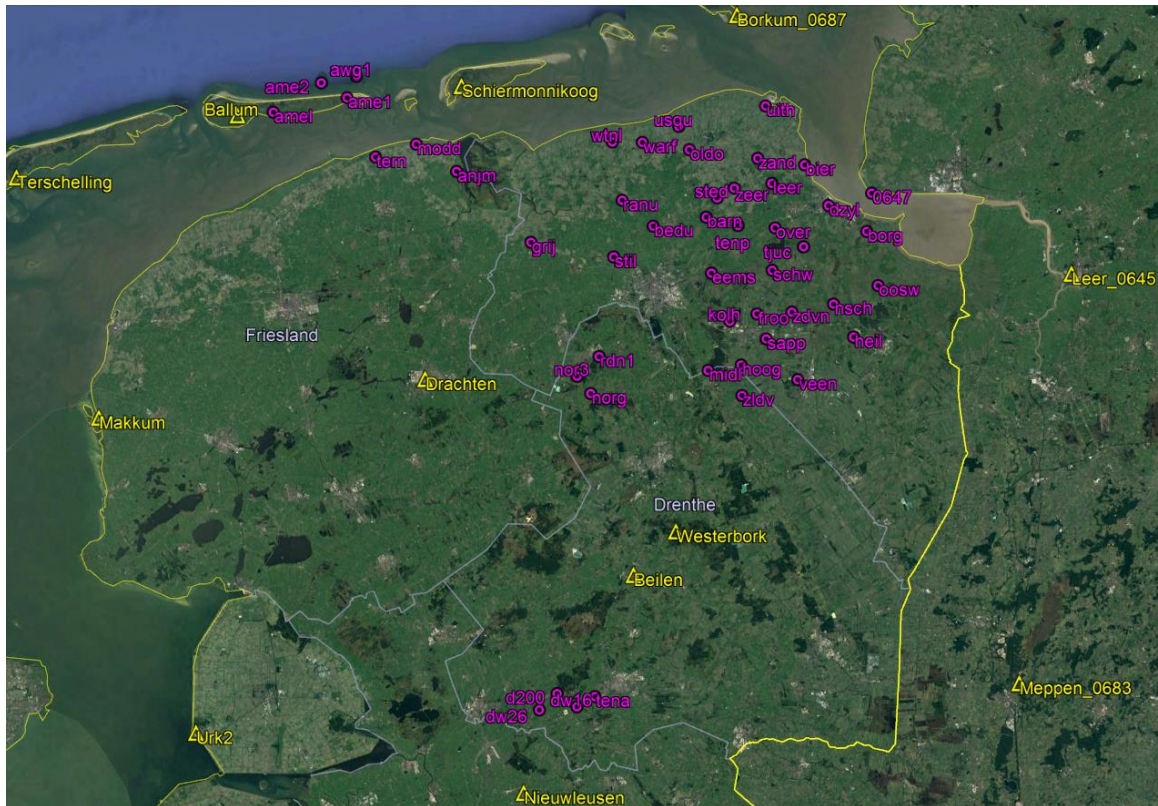 Borkum_0687
awg1
ame2
Schiermonnikoog
ame1
Ballum
amel
uith
usgu
wtgl
warf
modd
oldo
tern
zand
bier
anjm
Terschelling
leer
sted
zeer
0647
ranu
dzyl
barn
bedu
tenp
over
borg
grij
tjuc
stil
eems
schw
Leer_0645
oosw
nsch
kolh
froo
zdvn
Friesland
sapp
heil
rdn1
nor3
midl
hoog
Drachten
veen
norg
zldv
Makkum
Drenthe
Westerbork
Beilen
Meppen_0683
d200
dw16
tena
dw26
Urk2
Nieuwleusen